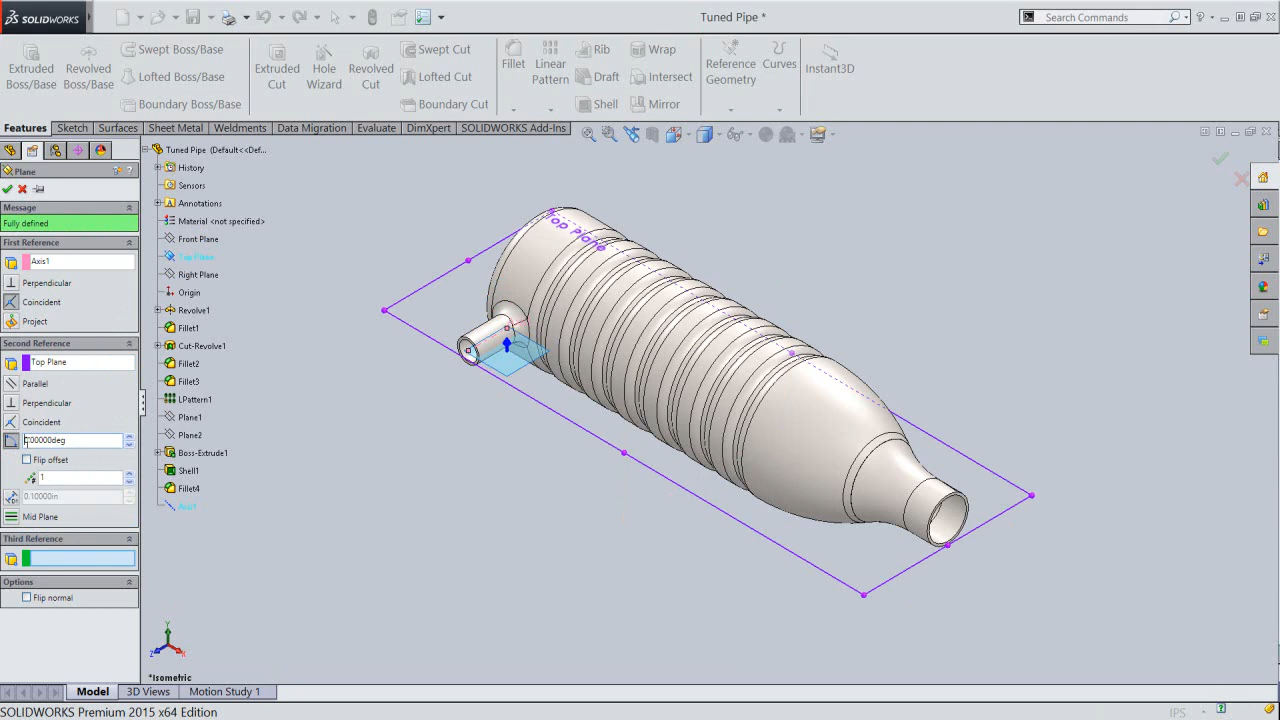 SOLIDWORKS
Tuned Pipe *
Search Commands
Extruded Boss/Base
Revolved Boss/Base
Swept Boss/Base
Lofted Boss/Base
Boundary Boss/Base
Extruded Cut
Hole Wizard
Revolved Cut
Swept Cut
Lofted Cut
Boundary Cut
Fillet
Linear Pattern
Rib
Draft
Shell
Wrap
Intersect
Mirror
Reference Geometry
Curves
Instant3D
Features
Sketch
Surfaces
Sheet Metal
Weldments
Data Migration
Evaluate
DimXpert
SOLIDWORKS Add-Ins
Plane
Message
Fully defined
First Reference
Axis1
Perpendicular
Coincident
Project
Second Reference
Top Plane
Parallel
Perpendicular
Coincident
00000deg
Flip offset
1
0.10000in
Mid Plane
Third Reference
Options
Flip normal
Tuned Pipe (Default<<Def...
History
Sensors
Annotations
Material <not specified>
Front Plane
Top Plane
Right Plane
Origin
Revolve1
Fillet1
Cut-Revolve1
Fillet2
Fillet3
LPattern1
Plane1
Plane2
Boss-Extrude1
Shell1
Fillet4
Axis1
Top Plane
Y
Z
X
*Isometric
Model
3D Views
Motion Study 1
SOLIDWORKS Premium 2015 x64 Edition
IPS